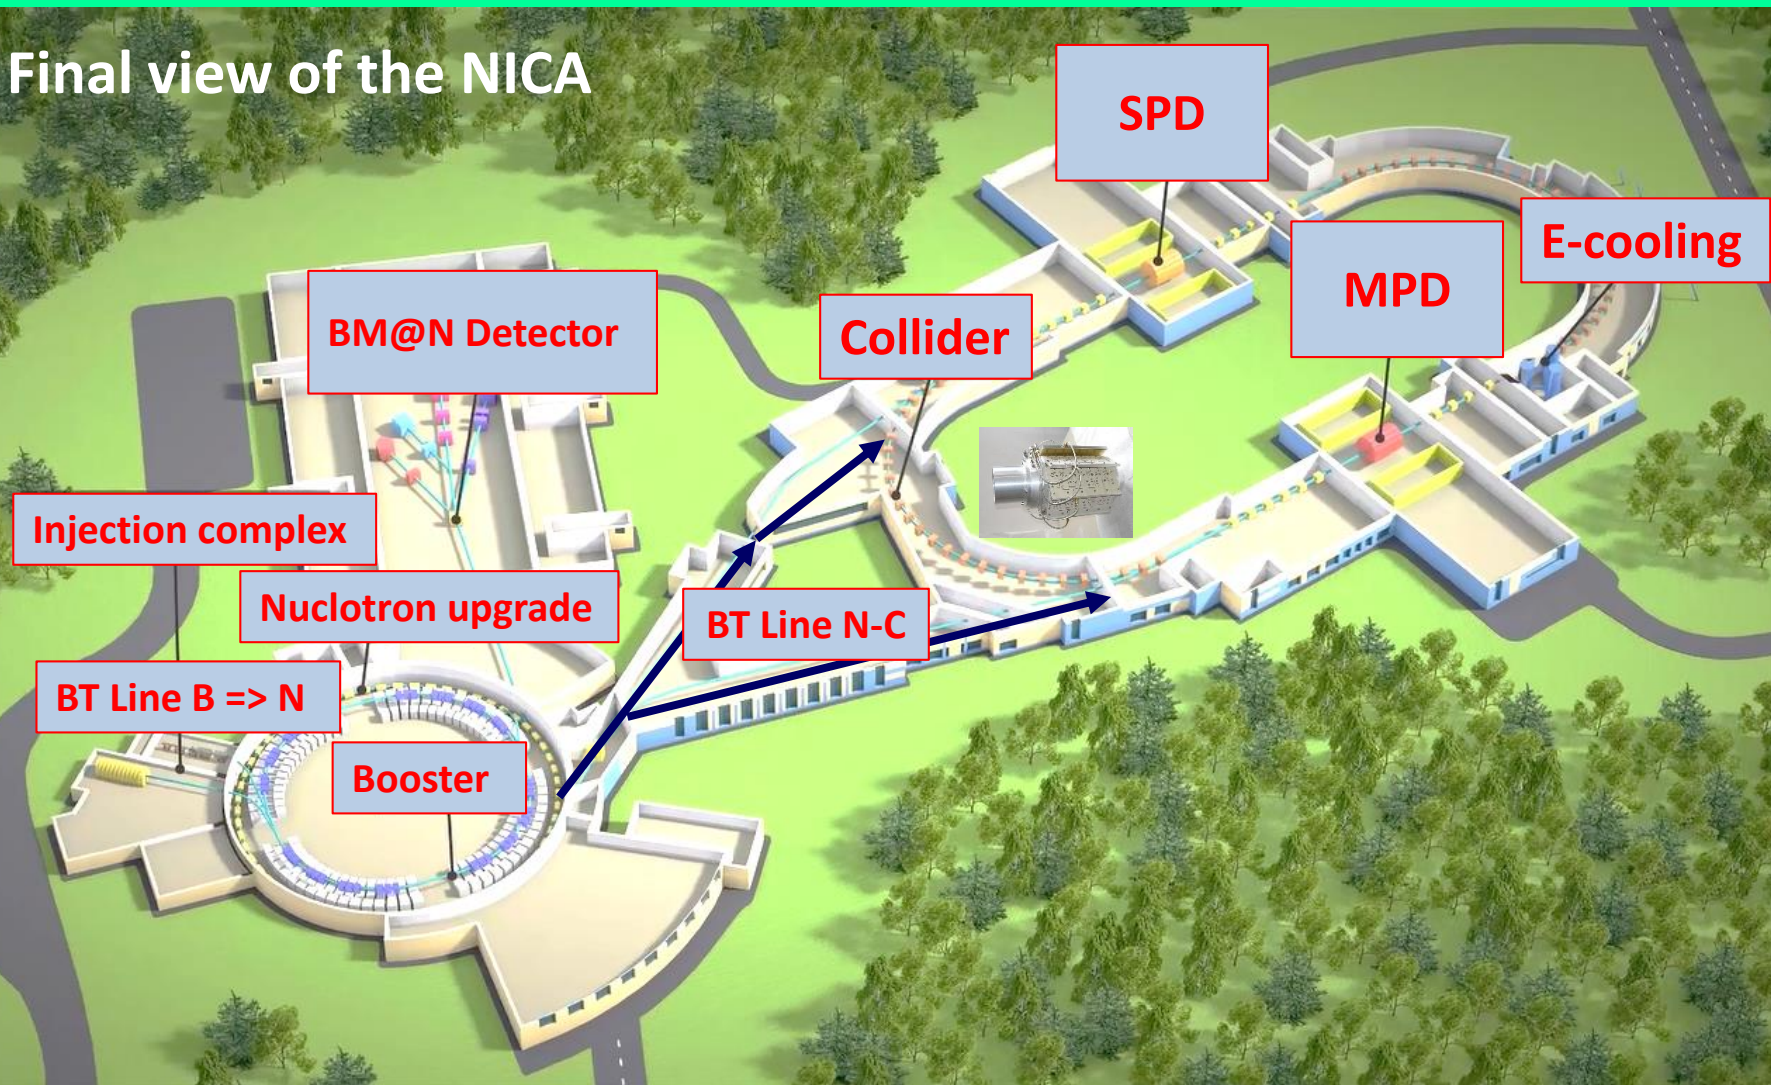 Final view of the NICA
SPD
E-cooling
MPD
BM@N Detector
Collider
Injection complex
Nuclotron upgrade
BT Line N-C
BT Line B => N
Booster